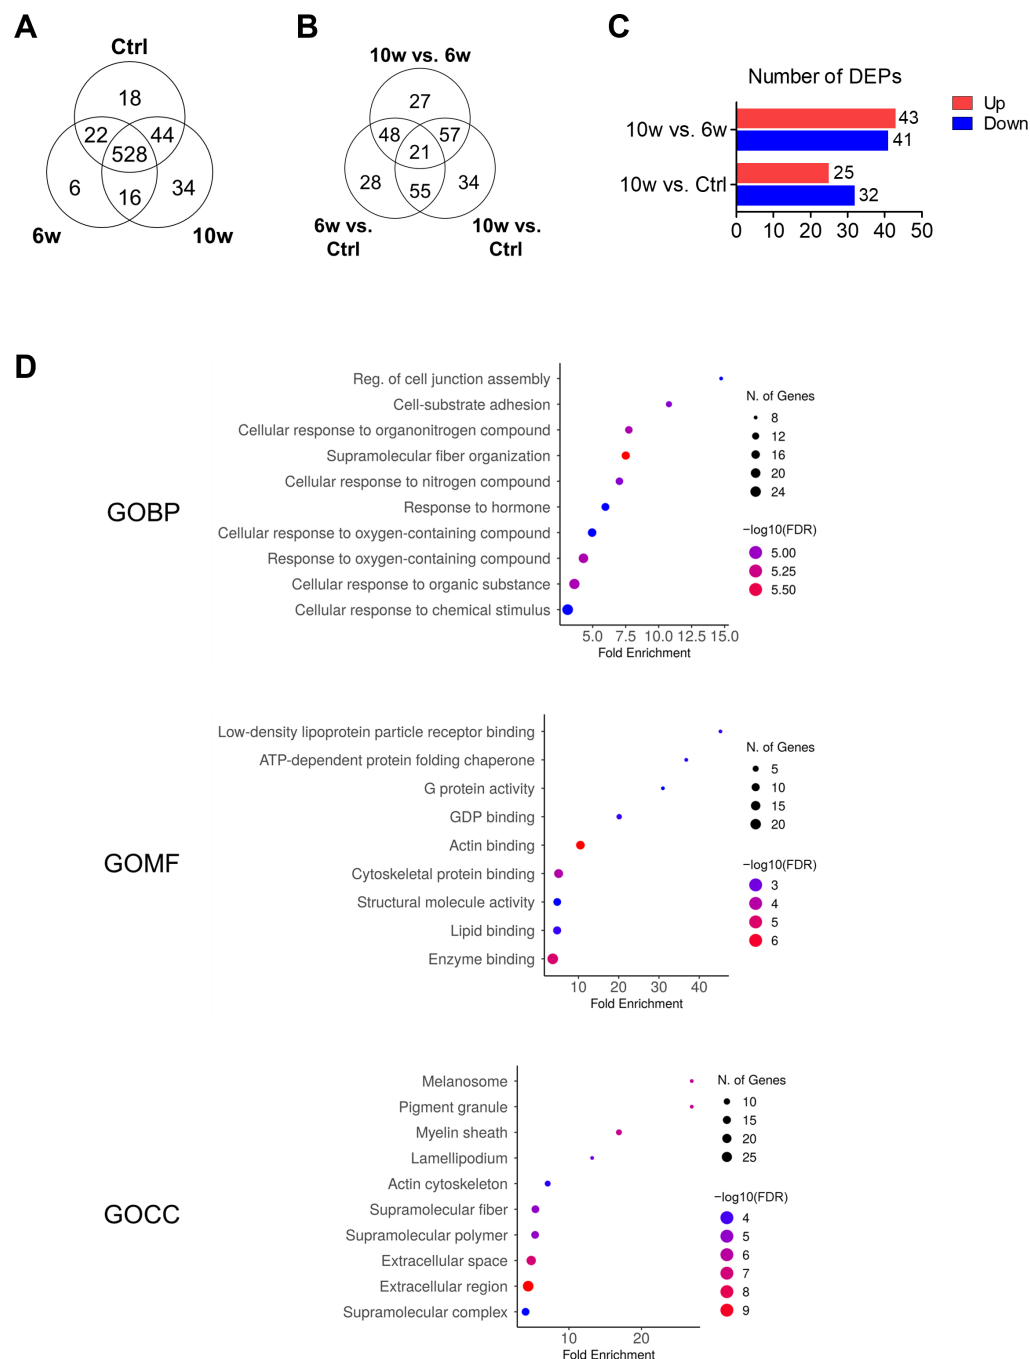 A
Ctrl
18
22
44
528
6
16
34
6w
10w
B
10w vs. 6w
27
48
57
21
28
55
34
6w vs.
Ctrl
10w vs.
Ctrl
C
Number of DEPs
Up
Down
10w vs. 6w
43
41
10w vs. Ctrl
25
32
0 10 20 30 40 50
D
GOBP
Reg. of cell junction assembly
Cell-substrate adhesion
Cellular response to organonitrogen compound
Supramolecular fiber organization
Cellular response to nitrogen compound
Response to hormone
Cellular response to oxygen-containing compound
Response to oxygen-containing compound
Cellular response to organic substance
Cellular response to chemical stimulus
5.0 7.5 10.0 12.5 15.0
Fold Enrichment
N. of Genes
8
12
16
20
24
−log10(FDR)
5.00
5.25
5.50
GOMF
Low-density lipoprotein particle receptor binding
ATP-dependent protein folding chaperone
G protein activity
GDP binding
Actin binding
Cytoskeletal protein binding
Structural molecule activity
Lipid binding
Enzyme binding
10 20 30 40
Fold Enrichment
N. of Genes
5
10
15
20
−log10(FDR)
3
4
5
6
GOCC
Melanosome
Pigment granule
Myelin sheath
Lamellipodium
Actin cytoskeleton
Supramolecular fiber
Supramolecular polymer
Extracellular space
Extracellular region
Supramolecular complex
10 20
Fold Enrichment
N. of Genes
10
15
20
25
−log10(FDR)
4
5
6
7
8
9